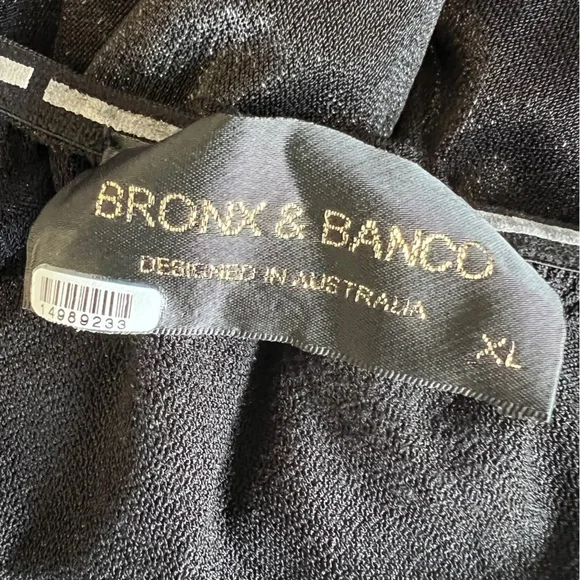 BRONX & BANCO
DESIGNED IN AUSTRALIA
XL
14989233